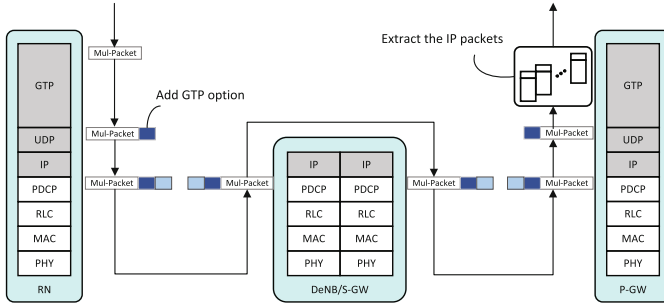 Extract the IP packets
Mul-Packet
GTP
GTP
Add GTP option
UDP
Mul-Packet
Mul-Packet
UDP
IP
IP
IP
IP
PDCP
Mul-Packet
Mul-Packet
PDCP
PDCP
Mul-Packet
Mul-Packet
PDCP
RLC
RLC
RLC
RLC
MAC
MAC
MAC
MAC
PHY
PHY
PHY
PHY
RN
DeNB/S-GW
P-GW